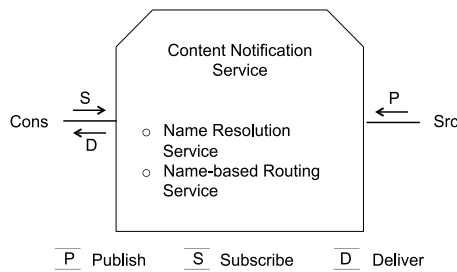 Content Notification
Service
S
P
Cons
Src
D
○ Name Resolution
Service
○ Name-based Routing
Service
P Publish S Subscribe D Deliver